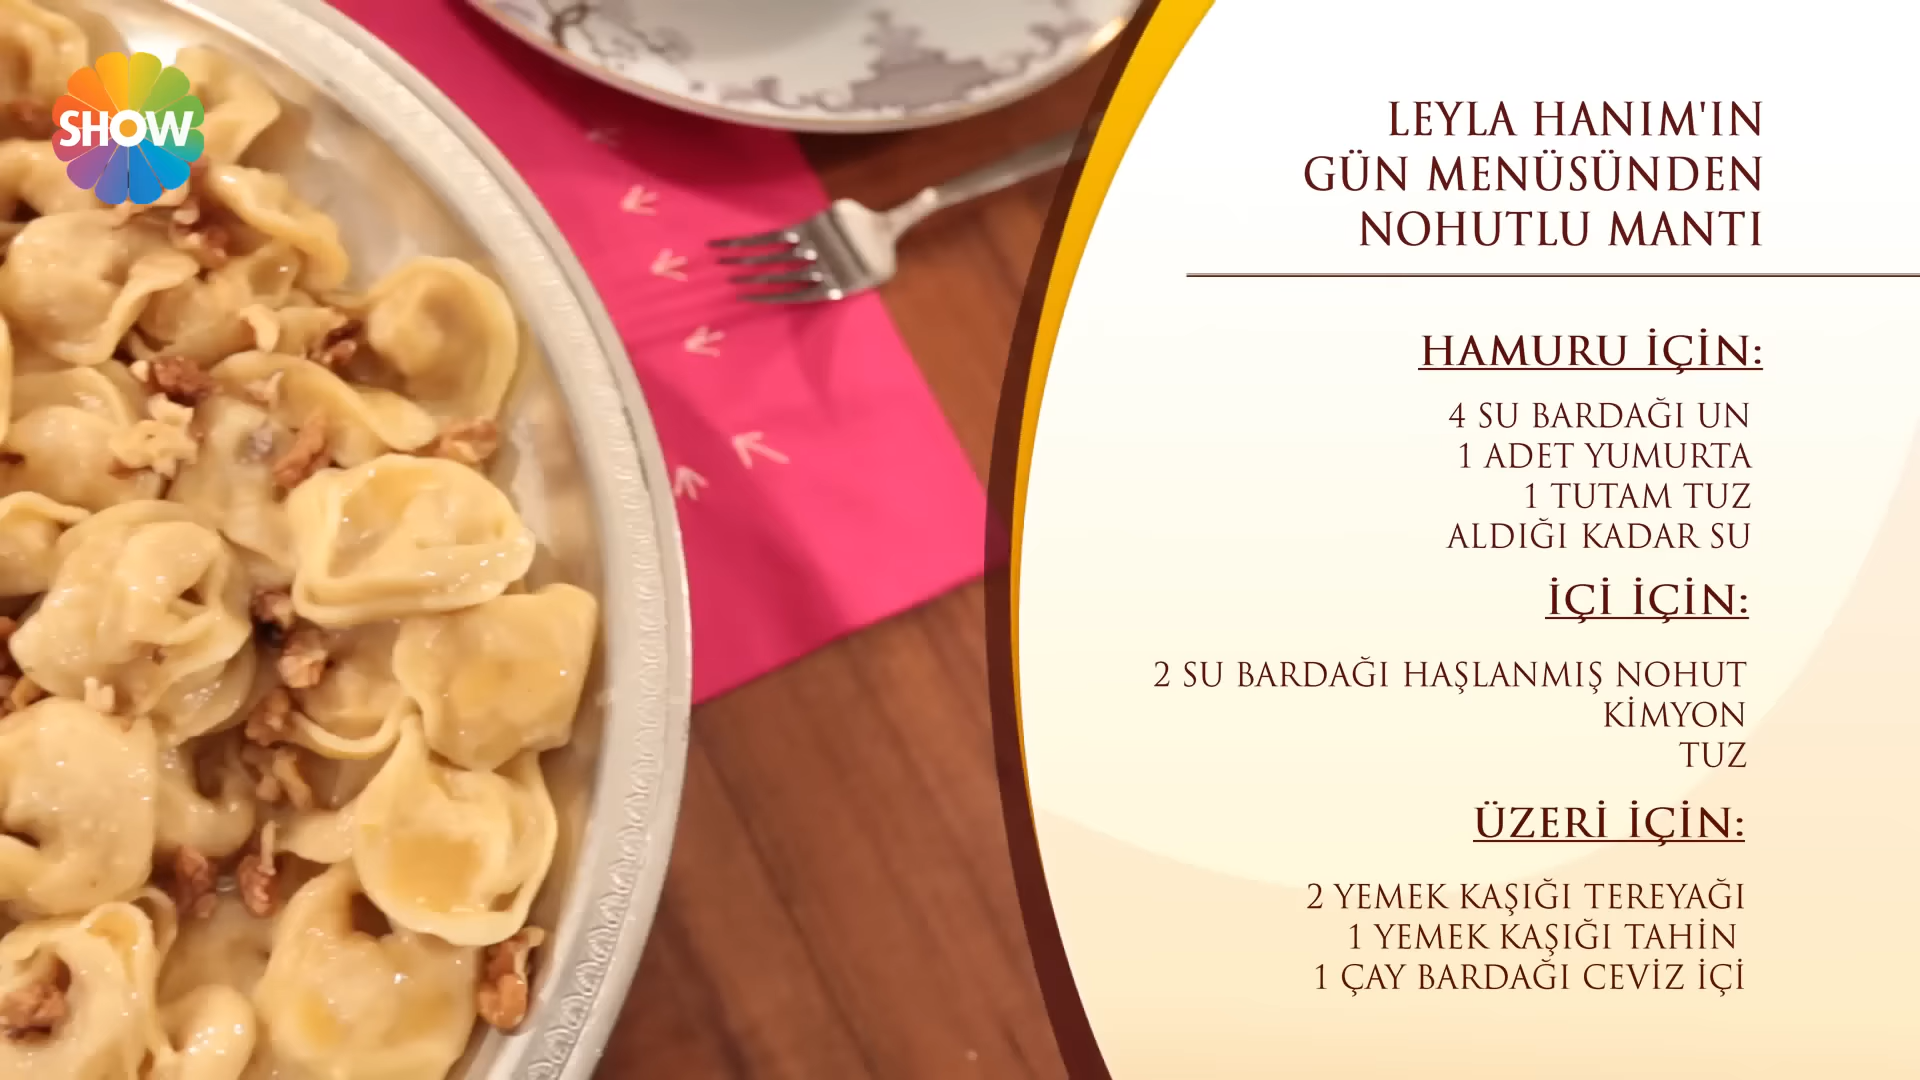 SHOW
LEYLA HANIM'IN
GÜN MENÜSÜNDEN
NOHUTLU MANTI
HAMURU İÇİN:
4 SU BARDAĞI UN
1 ADET YUMURTA
1 TUTAM TUZ
ALDIĞI KADAR SU
İÇİ İÇİN:
2 SU BARDAĞI HAŞLANMIŞ NOHUT
KİMYON
TUZ
ÜZERİ İÇİN:
2 YEMEK KAŞIĞI TEREYAĞI
1 YEMEK KAŞIĞI TAHİN
1 ÇAY BARDAĞI CEVİZ İÇİ